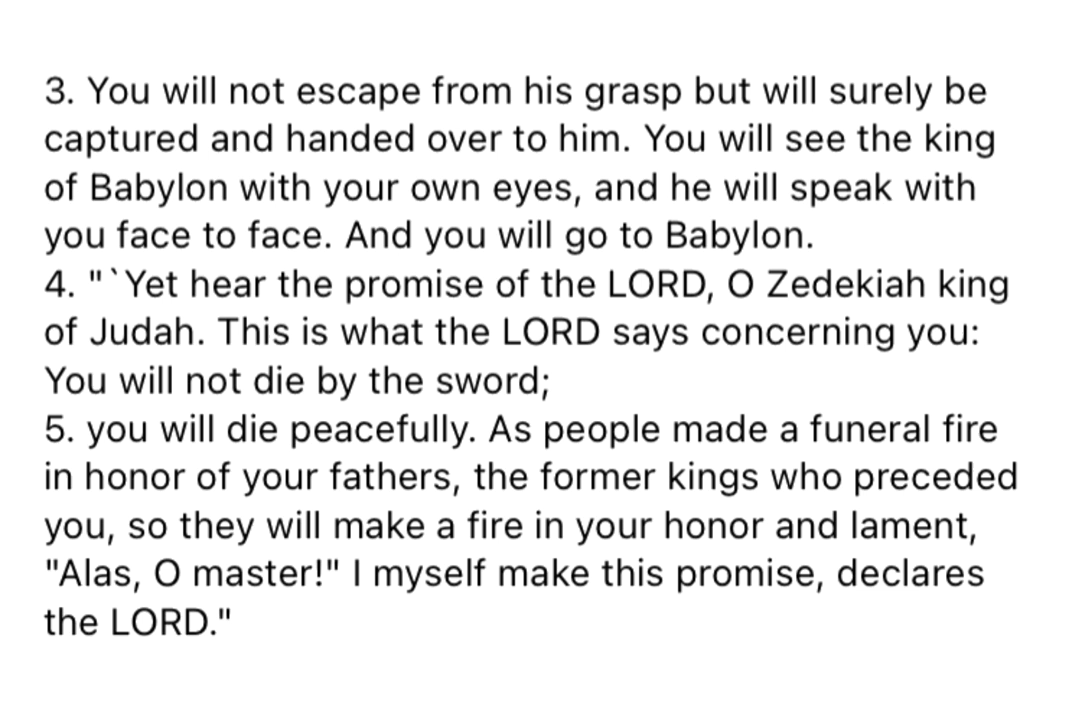 3. You will not escape from his grasp but will surely be
captured and handed over to him. You will see the king
of Babylon with your own eyes, and he will speak with
you face to face. And you will go to Babylon.
4. "`Yet hear the promise of the LORD, O Zedekiah king
of Judah. This is what the LORD says concerning you:
You will not die by the sword;
5. you will die peacefully. As people made a funeral fire
in honor of your fathers, the former kings who preceded
you, so they will make a fire in your honor and lament,
"Alas, O master!" I myself make this promise, declares
the LORD."